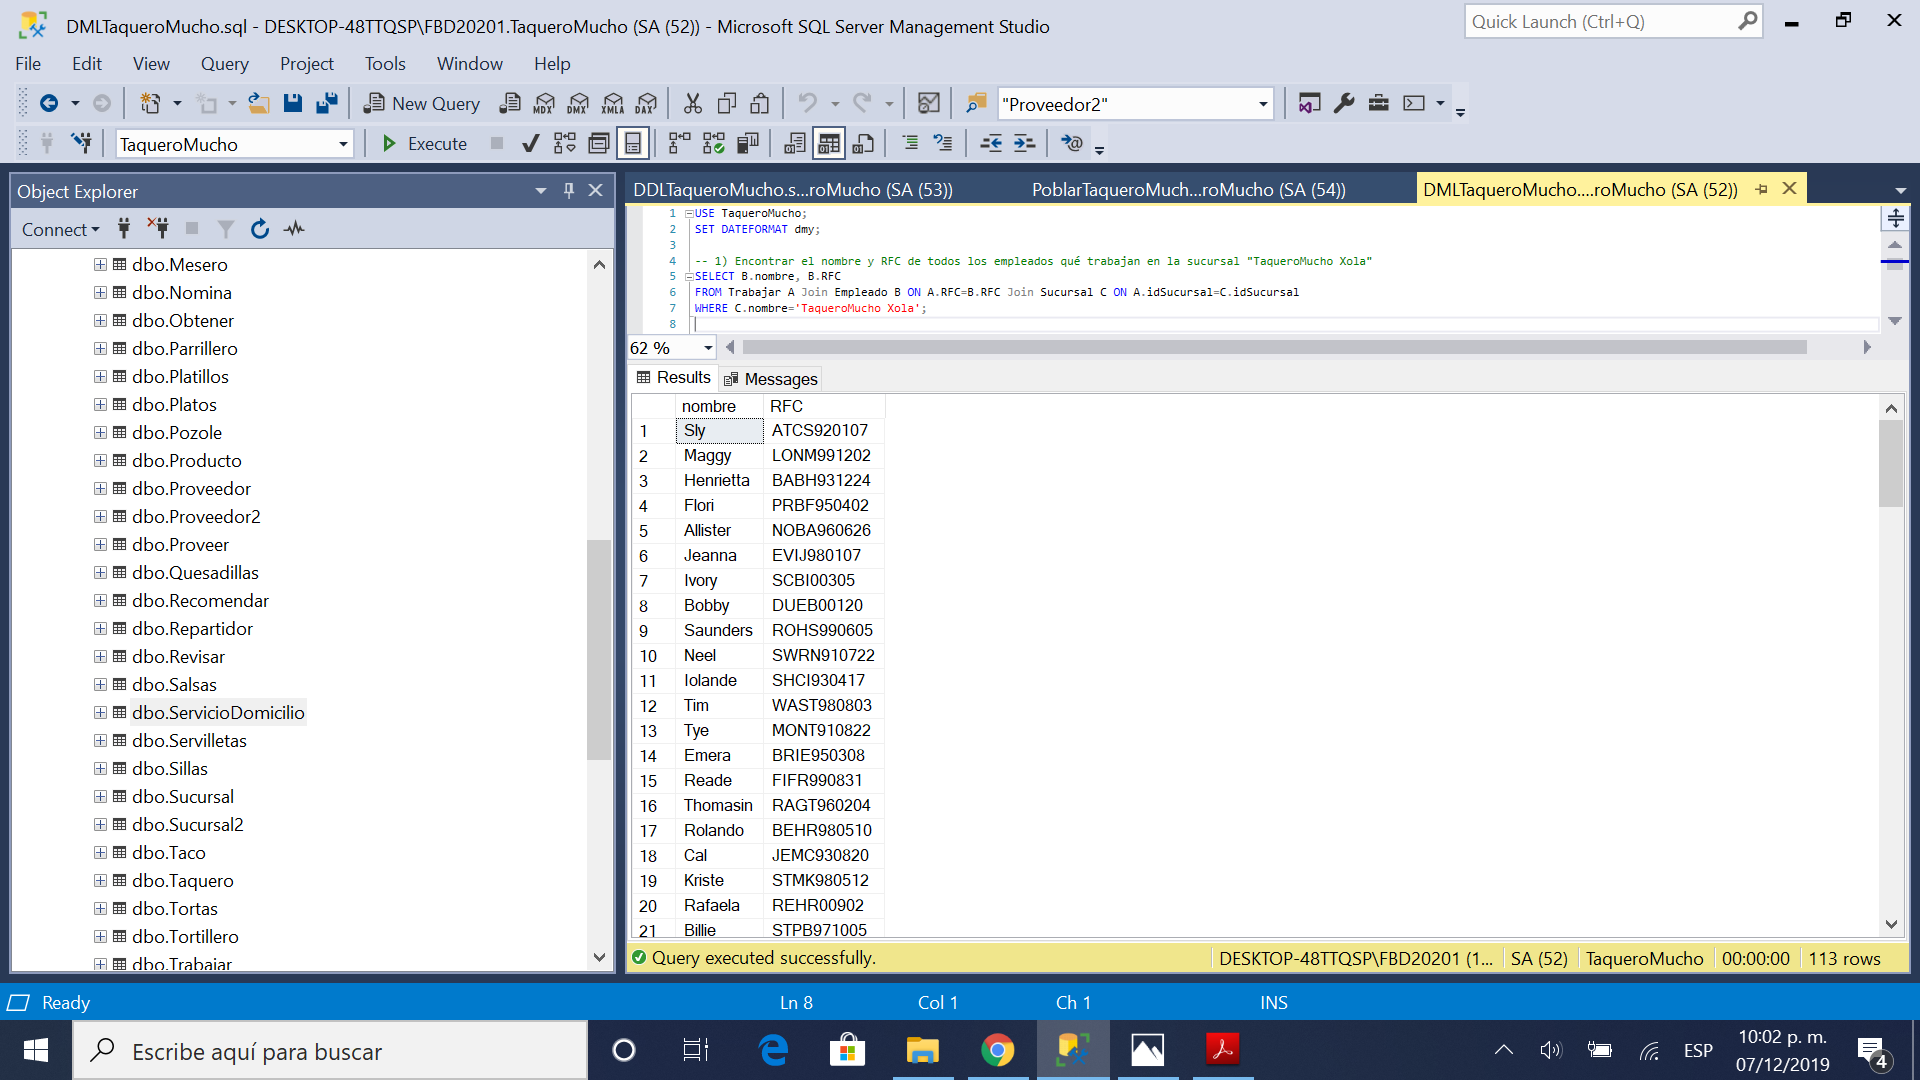 DMLTaqueroMucho.sql - DESKTOP-48TTQSP\FBD20201.TaqueroMucho (SA (52)) - Microsoft SQL Server Management Studio
Quick Launch (Ctrl+Q)
File Edit View Query Project Tools Window Help
New Query
MDX DMX XMLA DAX
"Proveedor2"
TaqueroMucho
Execute
Object Explorer
Connect
dbo.Mesero
dbo.Nomina
dbo.Obtener
dbo.Parrillero
dbo.Platillos
dbo.Platos
dbo.Pozole
dbo.Producto
dbo.Proveedor
dbo.Proveedor2
dbo.Proveer
dbo.Quesadillas
dbo.Recomendar
dbo.Repartidor
dbo.Revisar
dbo.Salsas
dbo.ServicioDomicilio
dbo.Servilletas
dbo.Sillas
dbo.Sucursal
dbo.Sucursal2
dbo.Taco
dbo.Taquero
dbo.Tortas
dbo.Tortillero
dbo.Trabajar
DDLTaqueroMucho.s...roMucho (SA (53)) PoblarTaqueroMuch...roMucho (SA (54)) DMLTaqueroMucho....roMucho (SA (52))
1 USE TaqueroMucho;
2 SET DATEFORMAT dmy;
3
4 -- 1) Encontrar el nombre y RFC de todos los empleados qué trabajan en la sucursal "TaqueroMucho Xola"
5 SELECT B.nombre, B.RFC
6 FROM Trabajar A Join Empleado B ON A.RFC=B.RFC Join Sucursal C ON A.idSucursal=C.idSucursal
7 WHERE C.nombre='TaqueroMucho Xola';
8
62 %
Results Messages
nombre RFC
1 Sly ATCS920107
2 Maggy LONM991202
3 Henrietta BABH931224
4 Flori PRBF950402
5 Allister NOBA960626
6 Jeanna EVIJ980107
7 Ivory SCBI00305
8 Bobby DUEB00120
9 Saunders ROHS990605
10 Neel SWRN910722
11 Iolande SHCI930417
12 Tim WAST980803
13 Tye MONT910822
14 Emera BRIE950308
15 Reade FIFR990831
16 Thomasin RAGT960204
17 Rolando BEHR980510
18 Cal JEMC930820
19 Kriste STMK980512
20 Rafaela REHR00902
21 Billie STPB971005
Query executed successfully. DESKTOP-48TTQSP\FBD20201 (1... SA (52) TaqueroMucho 00:00:00 113 rows
Ready Ln 8 Col 1 Ch 1 INS
Escribe aquí para buscar
ESP
10:02 p. m.
07/12/2019
4